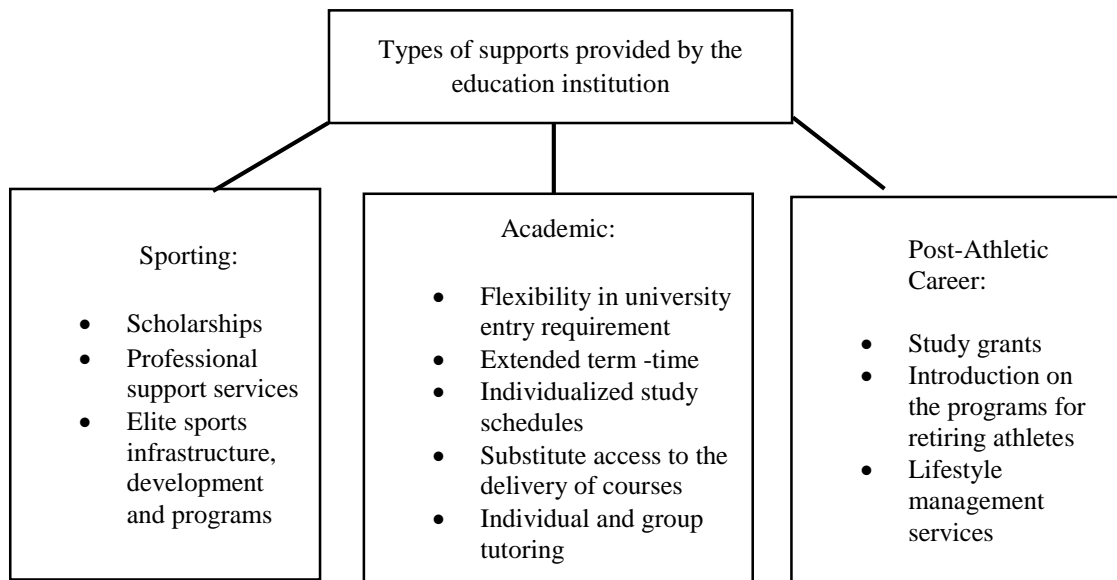 Types of supports provided by the
education institution
Sporting:
• Scholarships
• Professional
support services
• Elite sports
infrastructure,
development
and programs
Academic:
• Flexibility in university
entry requirement
• Extended term -time
• Individualized study
schedules
• Substitute access to the
delivery of courses
• Individual and group
tutoring
Post-Athletic
Career:
• Study grants
• Introduction on
the programs for
retiring athletes
• Lifestyle
management
services